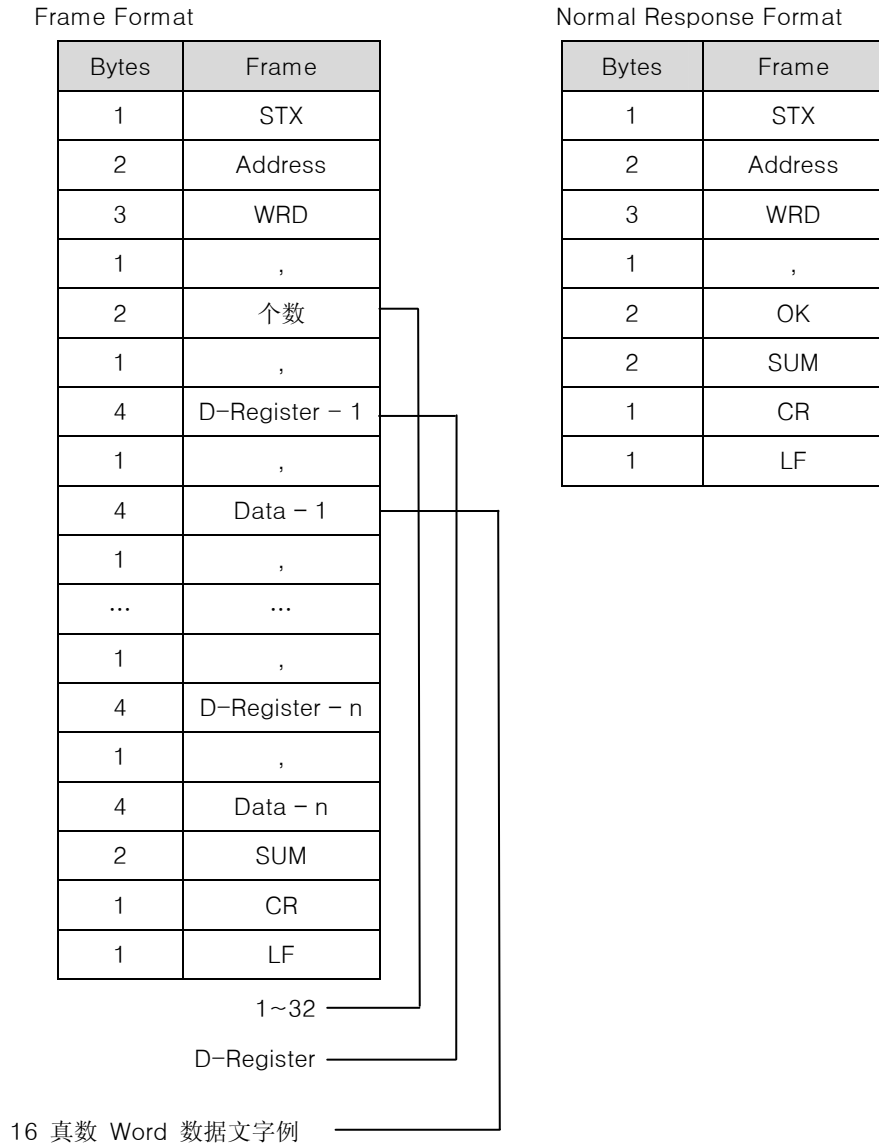 Frame Format
Bytes Frame
1 STX
2 Address
3 WRD
1 ,
2 个数
1 ,
4 D-Register - 1
1 ,
4 Data - 1
1 ,
... ...
1 ,
4 D-Register - n
1 ,
4 Data - n
2 SUM
1 CR
1 LF
1~32
D-Register
16 真数 Word 数据文字例
Normal Response Format
Bytes Frame
1 STX
2 Address
3 WRD
1 ,
2 OK
2 SUM
1 CR
1 LF